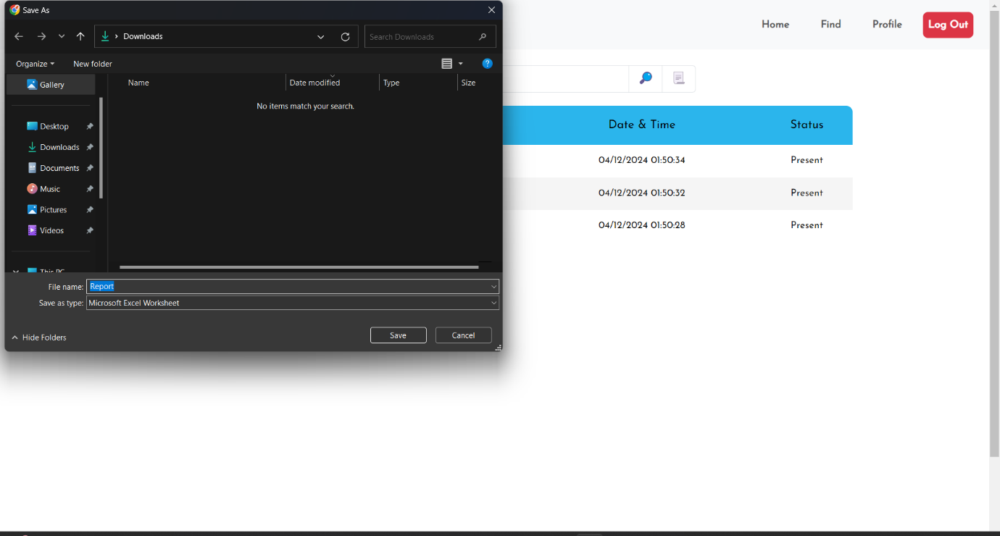 Save As
Home Find Profile Log Out
Downloads
Search Downloads
Organize New folder
?
Gallery
Name Date modified Type Size
No items match your search.
Desktop
Downloads
Documents
Music
Pictures
Videos
This PC
Date & Time Status
04/12/2024 01:50:34 Present
04/12/2024 01:50:32 Present
04/12/2024 01:50:28 Present
File name: Report
Save as type: Microsoft Excel Worksheet
Hide Folders
Save Cancel